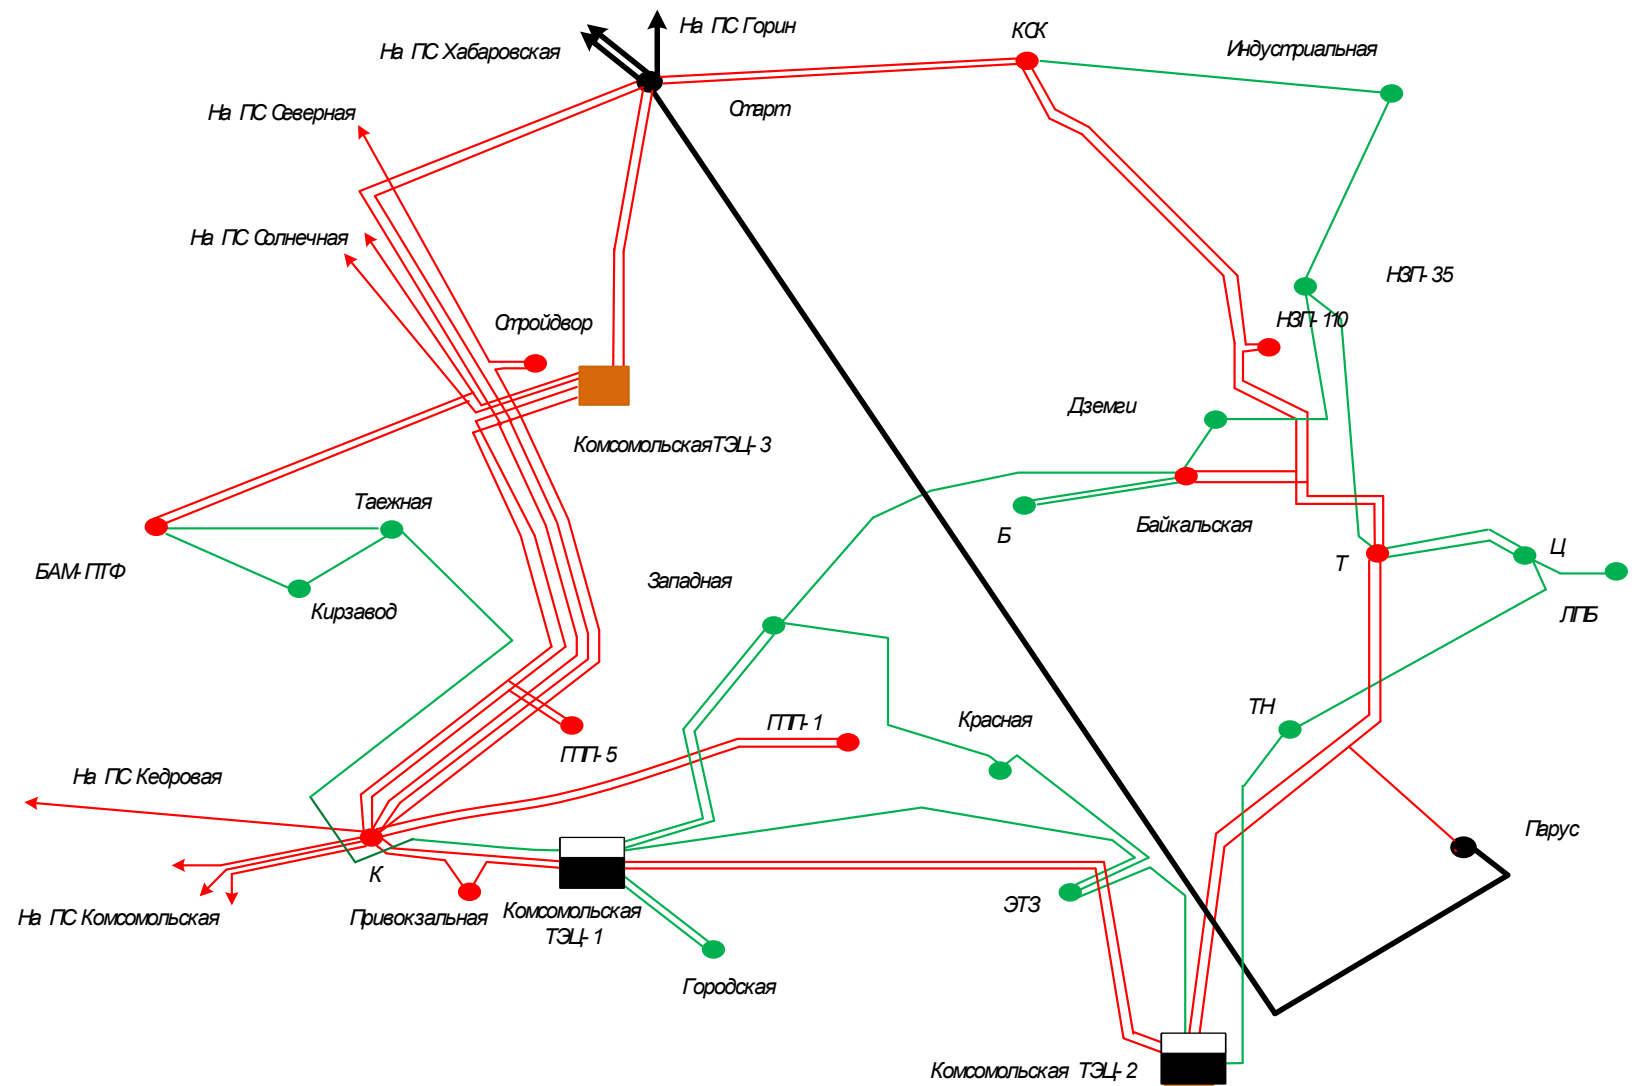 На ПС Горин
КСК
На ПС Хабаровская
Индустриальная
На ПС Северная
Старт
На ПС Солнечная
НЗП-35
Стройдвор
НЗП-110
Дземги
Комсомольская ТЭЦ-3
Таежная
Байкальская
Б
Ц
Т
БАМ-ПТФ
Западная
Кирзавод
ЛПБ
ТН
ГПП-1
Красная
ГПП-5
На ПС Кедровая
Парус
К
ЭТЗ
На ПС Комсомольская
Привокзальная
Комсомольская
ТЭЦ-1
Городская
Комсомольская ТЭЦ-2